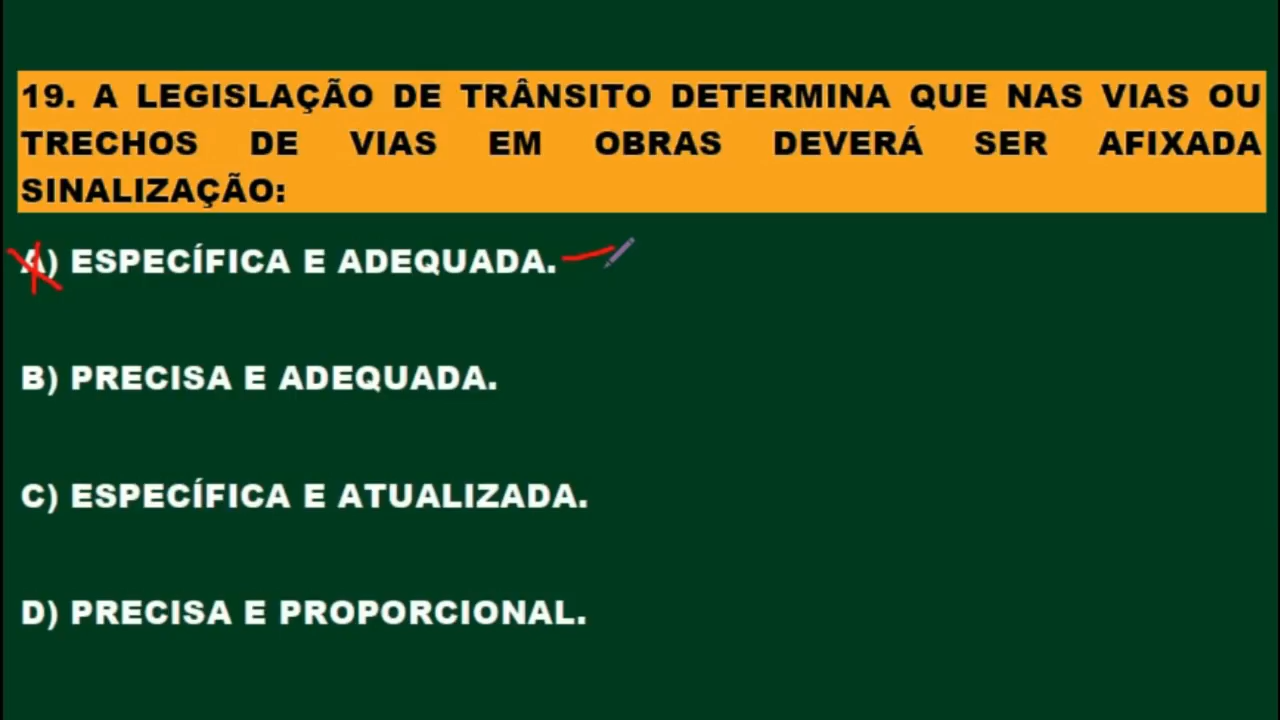 19. A LEGISLAÇÃO DE TRÂNSITO DETERMINA QUE NAS VIAS OU
TRECHOS DE VIAS EM OBRAS DEVERÁ SER AFIXADA
SINALIZAÇÃO:
A) ESPECÍFICA E ADEQUADA.
B) PRECISA E ADEQUADA.
C) ESPECÍFICA E ATUALIZADA.
D) PRECISA E PROPORCIONAL.